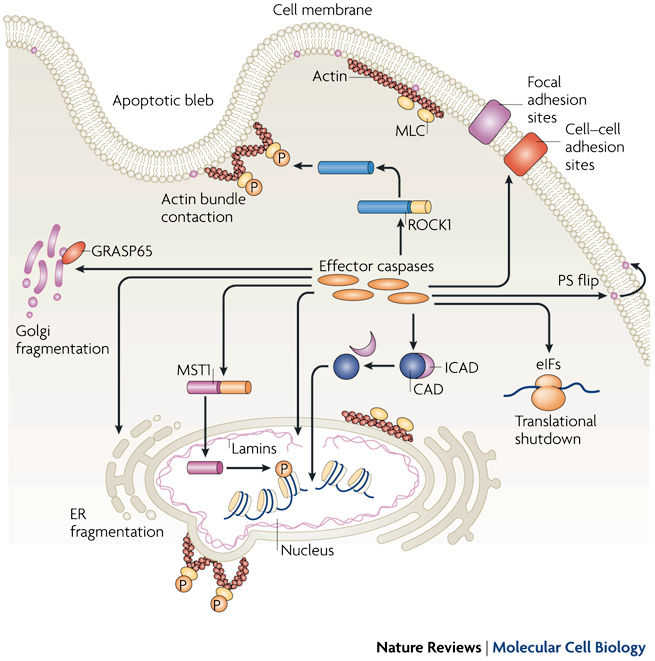 Cell membrane
Actin
Apoptotic bleb
MLC
Focal
adhesion
sites
Cell–cell
adhesion
sites
P
P
Actin bundle
contaction
ROCK1
GRASP65
Effector caspases
PS flip
Golgi
fragmentation
MST1
ICAD
CAD
eIFs
Translational
shutdown
Lamins
P
ER
fragmentation
Nucleus
P
P
Nature Reviews | Molecular Cell Biology